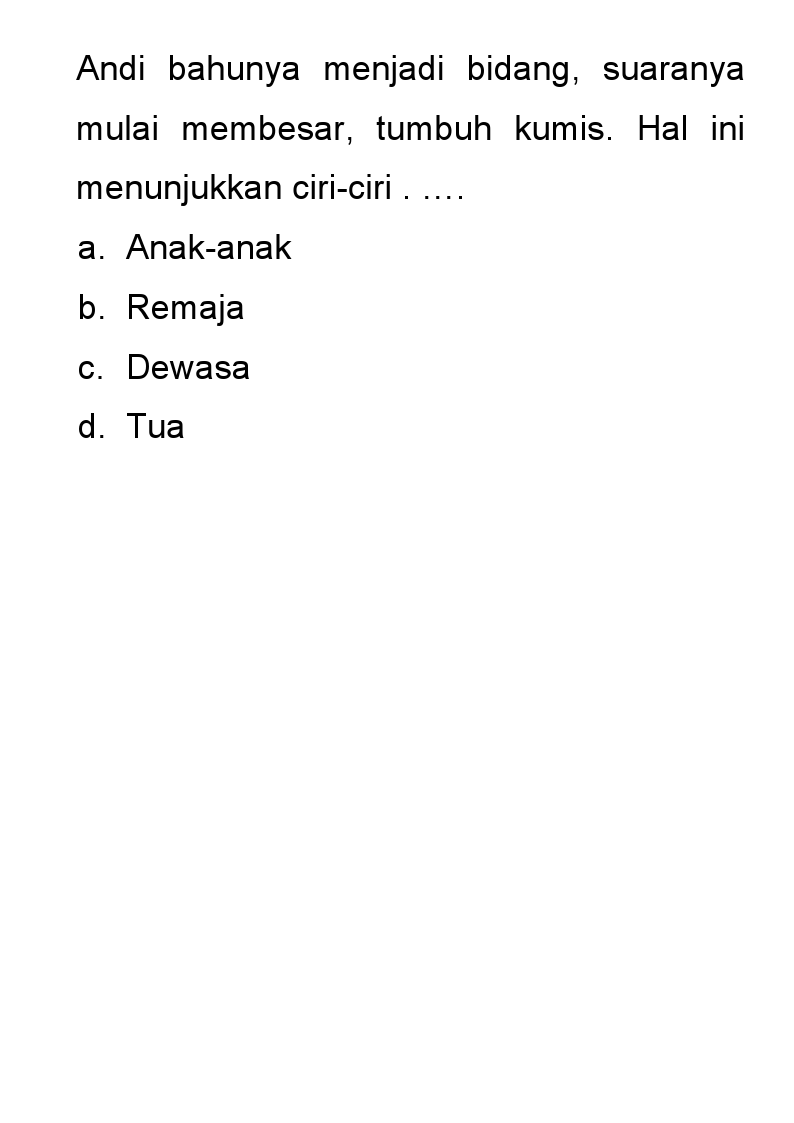 Andi bahunya menjadi bidang, suaranya
mulai membesar, tumbuh kumis. Hal ini
menunjukkan ciri-ciri . ....
a. Anak-anak
b. Remaja
c. Dewasa
d. Tua